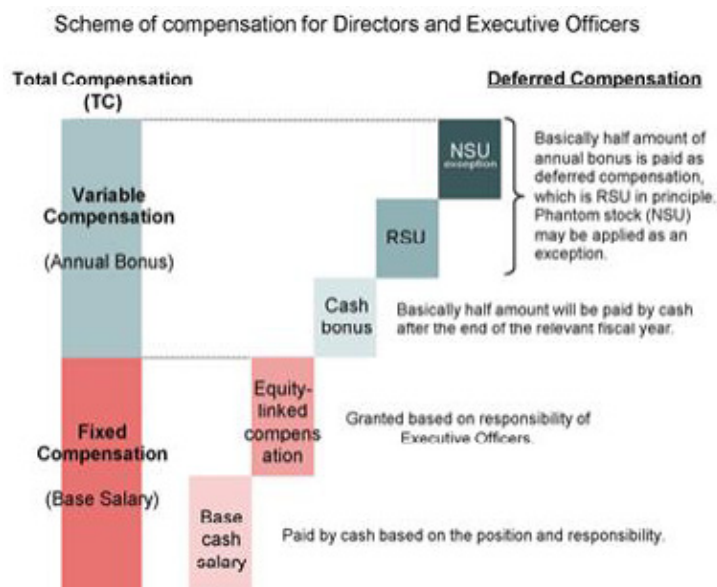 Scheme of compensation for Directors and Executive Officers
Total Compensation
(TC)
Deferred Compensation
Variable
Compensation
(Annual Bonus)
NSU
exception
RSU
Basically half amount of
annual bonus is paid as
deferred compensation,
which is RSU in principle.
Phantom stock (NSU)
may be applied as an
exception.
Cash
bonus
Basically half amount will be paid by cash
after the end of the relevant fiscal year.
Fixed
Compensation
(Base Salary)
Equity-
linked
compens
ation
Granted based on responsibility of
Executive Officers.
Base
cash
salary
Paid by cash based on the position and responsibility.